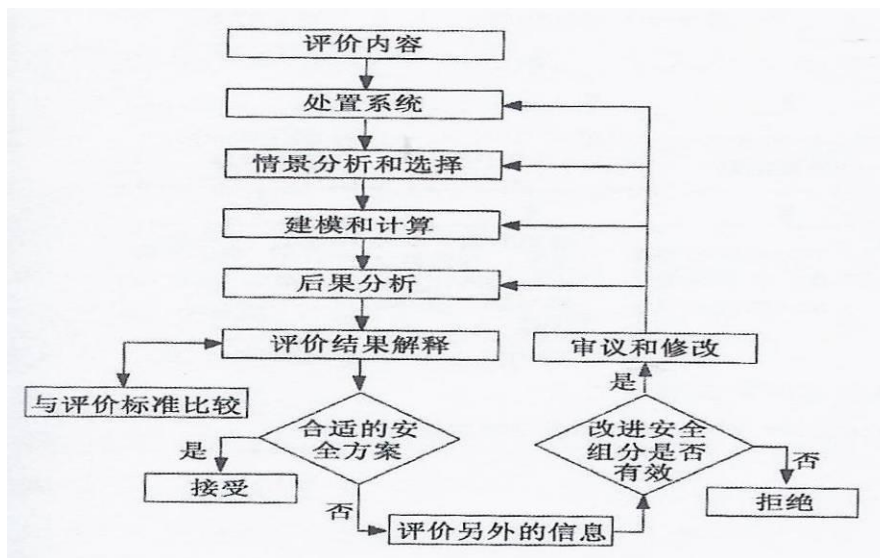 评价内容
处置系统
情景分析和选择
建模和计算
后果分析
评价结果解释
审议和修改
与评价标准比较
是
合适的安
全方案
改进安全
组分是否
有效
是
否
接受
拒绝
否
评价另外的信息